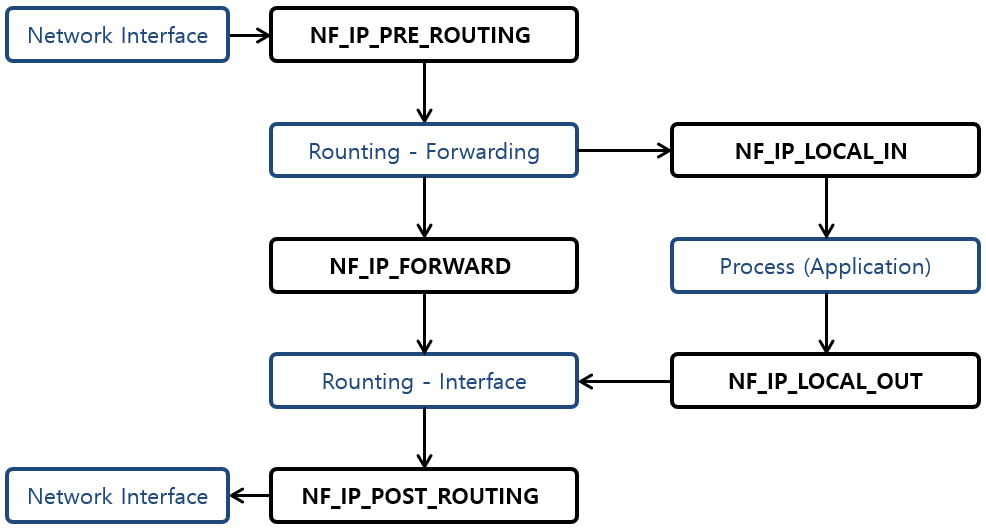 Network Interface
NF_IP_PRE_ROUTING
Rounting - Forwarding
NF_IP_LOCAL_IN
NF_IP_FORWARD
Process (Application)
Rounting - Interface
NF_IP_LOCAL_OUT
Network Interface
NF_IP_POST_ROUTING